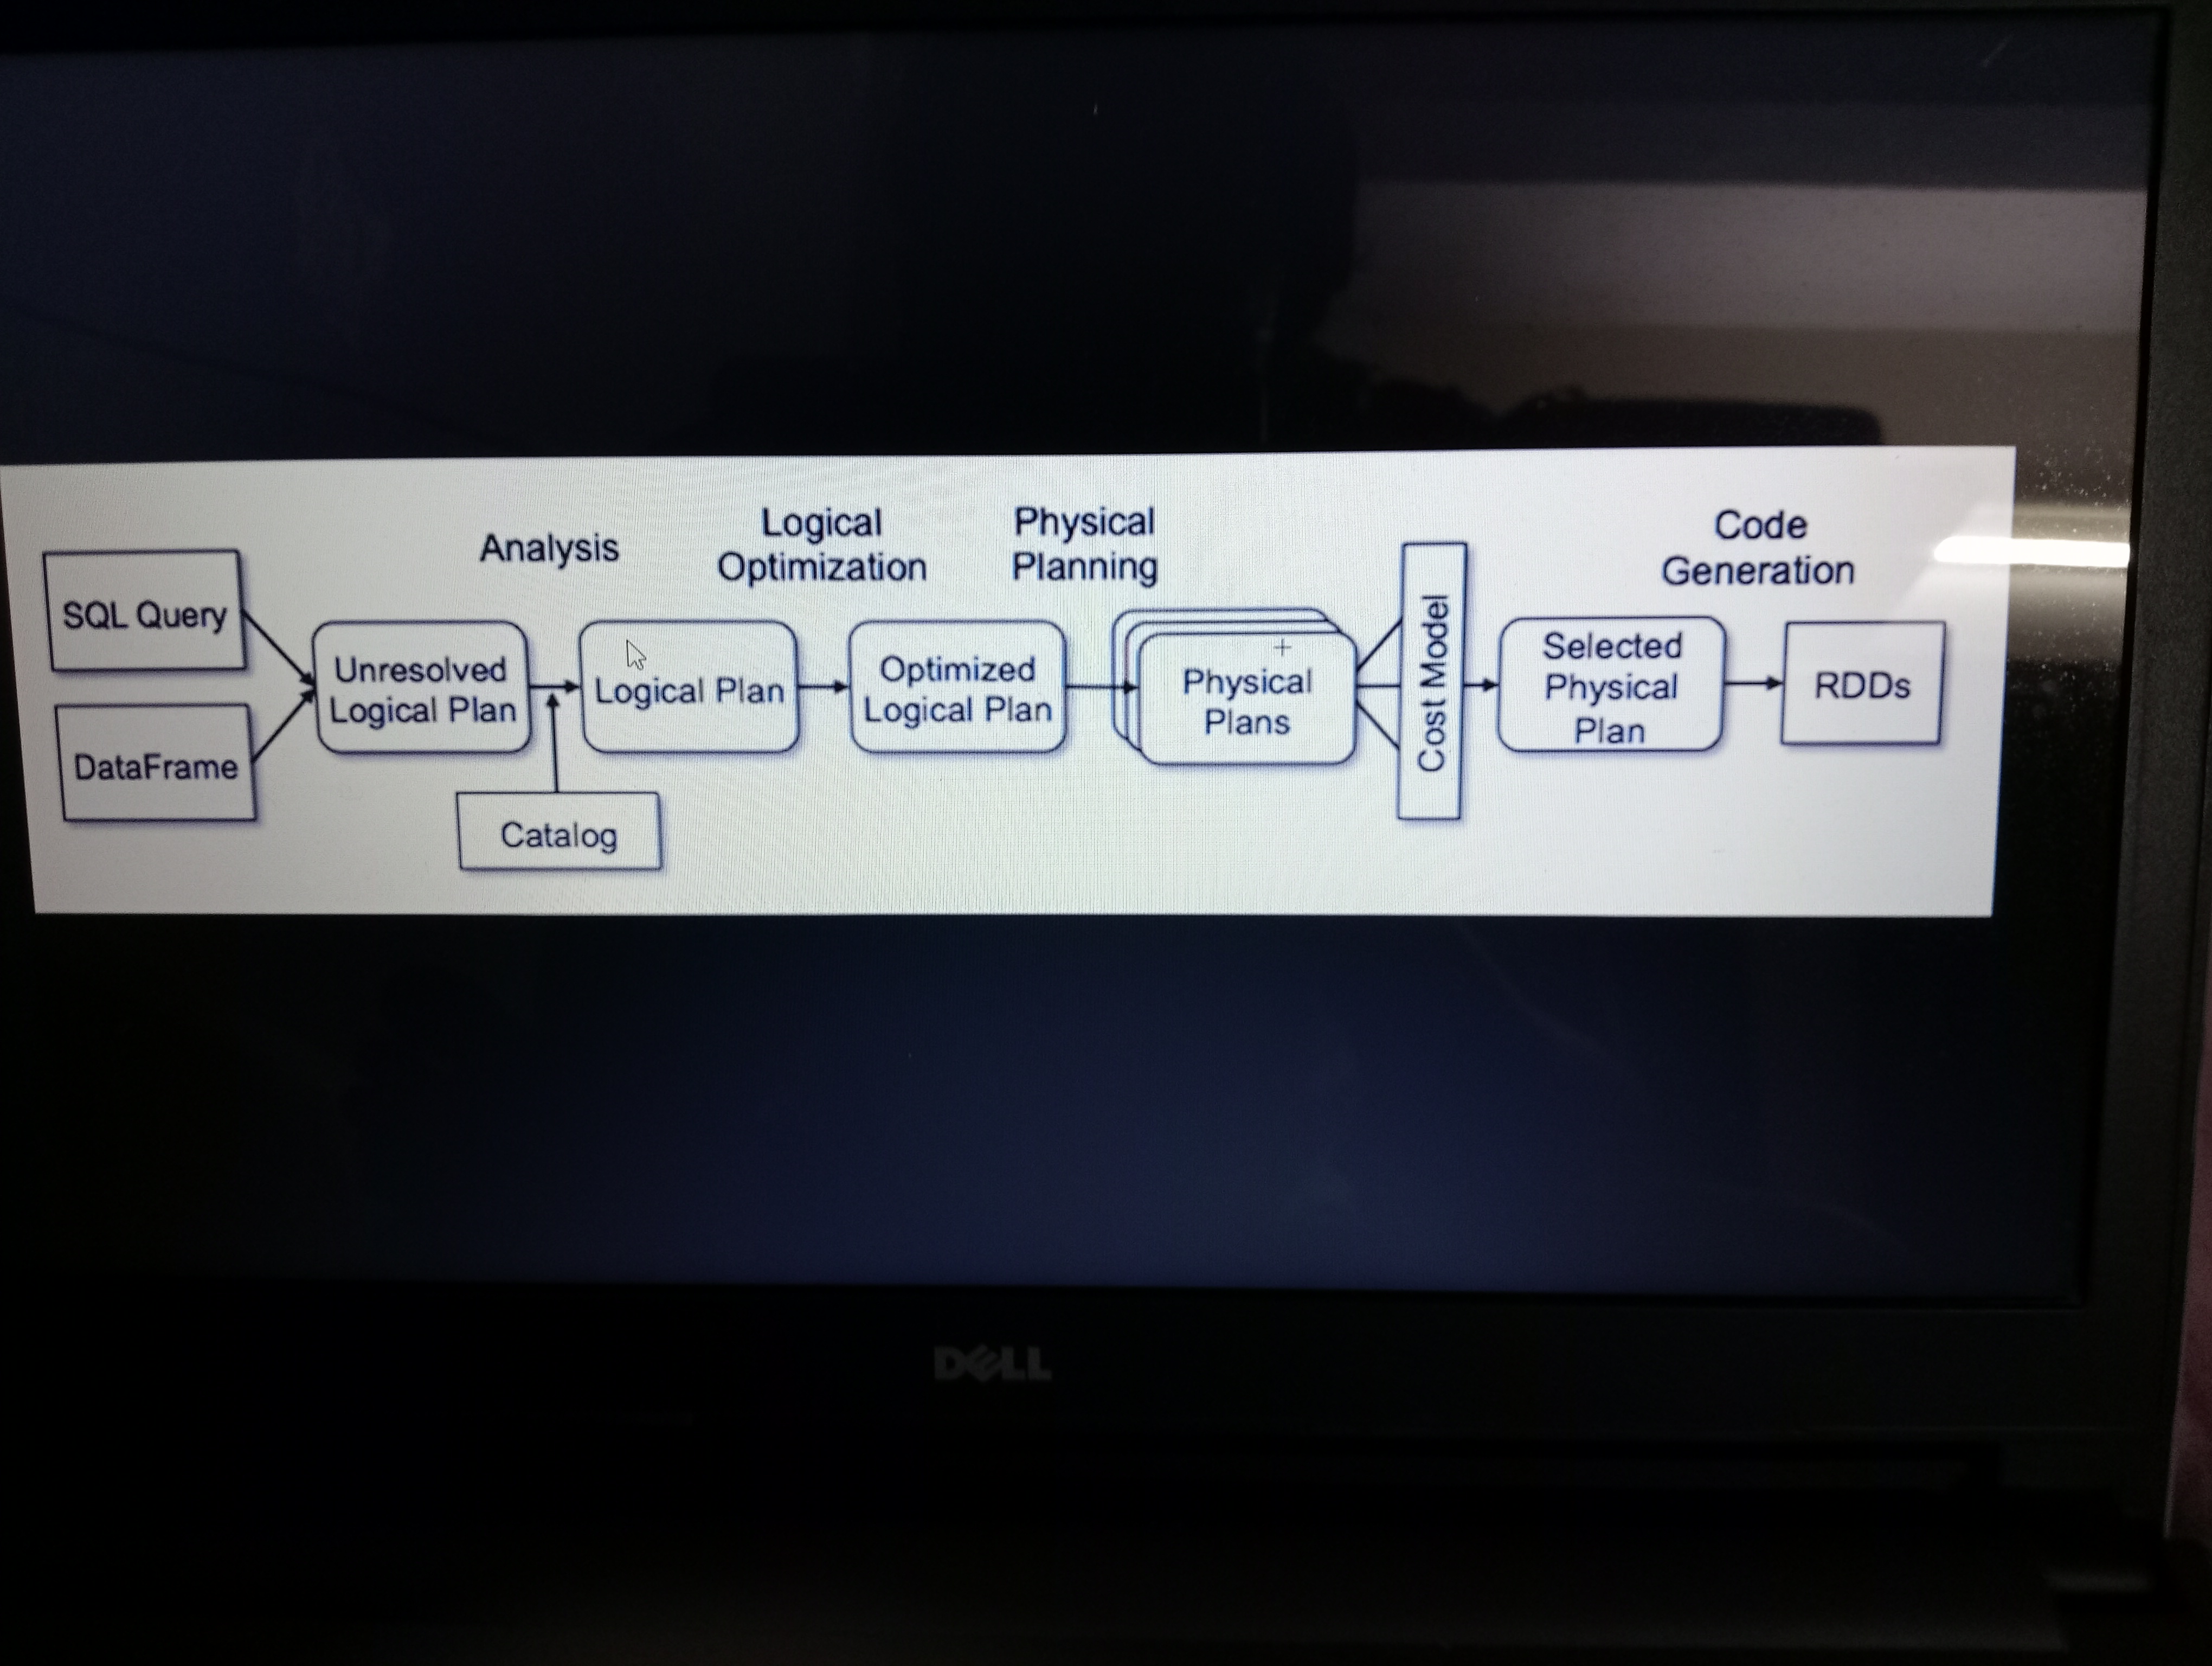 Analysis
Logical
Optimization
Physical
Planning
Code
Generation
SQL Query
DataFrame
Unresolved
Logical Plan
Catalog
Logical Plan
Optimized
Logical Plan
Physical
Plans
Cost Model
Selected
Physical
Plan
RDDs
DELL